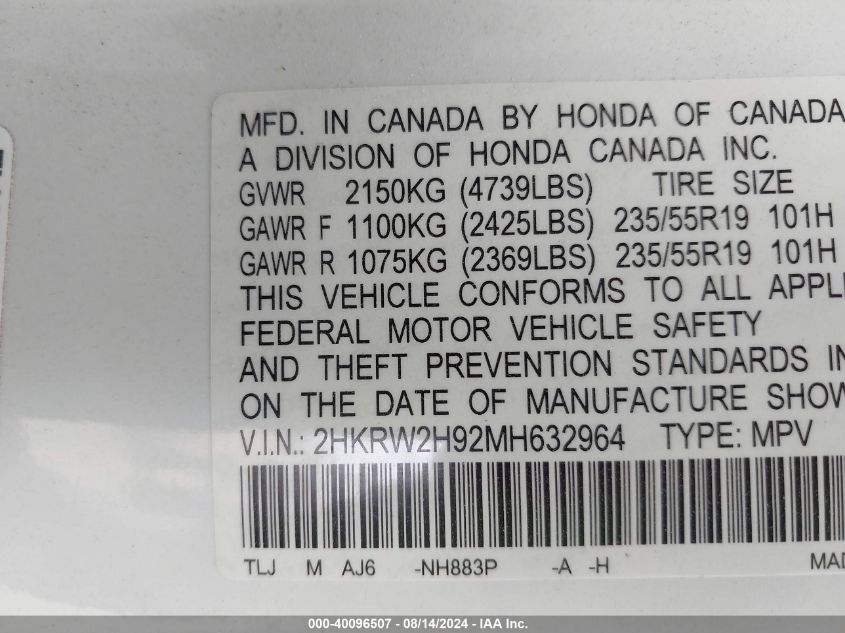 MFD. IN CANADA BY HONDA OF CANADA
A DIVISION OF HONDA CANADA INC.
GVWR 2150KG (4739LBS) TIRE SIZE
GAWR F 1100KG (2425LBS) 235/55R19 101H
GAWR R 1075KG (2369LBS) 235/55R19 101H
THIS VEHICLE CONFORMS TO ALL APPLI
FEDERAL MOTOR VEHICLE SAFETY
AND THEFT PREVENTION STANDARDS IN
ON THE DATE OF MANUFACTURE SHOW
V.I.N.: 2HKRW2H92MH632964 TYPE: MPV
TLJ M AJ6 -NH883P -A -H MAD
000-40096507 - 08/14/2024 - IAA Inc.